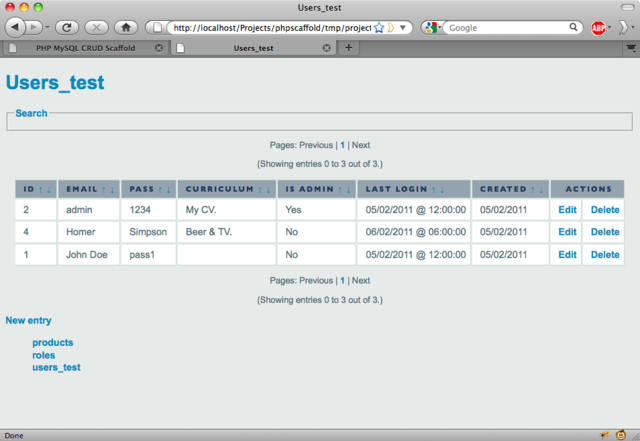 Users_test
http://localhost/Projects/phpscaffold/tmp/project
Google
ABP
PHP MySQL CRUD Scaffold
Users_test
Users_test
Search
Pages: Previous | 1 | Next
(Showing entries 0 to 3 out of 3.)
ID ↑ ↓ EMAIL ↑ ↓ PASS ↑ ↓ CURRICULUM ↑ ↓ IS ADMIN ↑ ↓ LAST LOGIN ↑ ↓ CREATED ↑ ↓ ACTIONS
2 admin 1234 My CV. Yes 05/02/2011 @ 12:00:00 05/02/2011 Edit Delete
4 Homer Simpson Beer & TV. No 06/02/2011 @ 06:00:00 05/02/2011 Edit Delete
1 John Doe pass1 No 05/02/2011 @ 12:00:00 05/02/2011 Edit Delete
Pages: Previous | 1 | Next
(Showing entries 0 to 3 out of 3.)
New entry
products
roles
users_test
Done